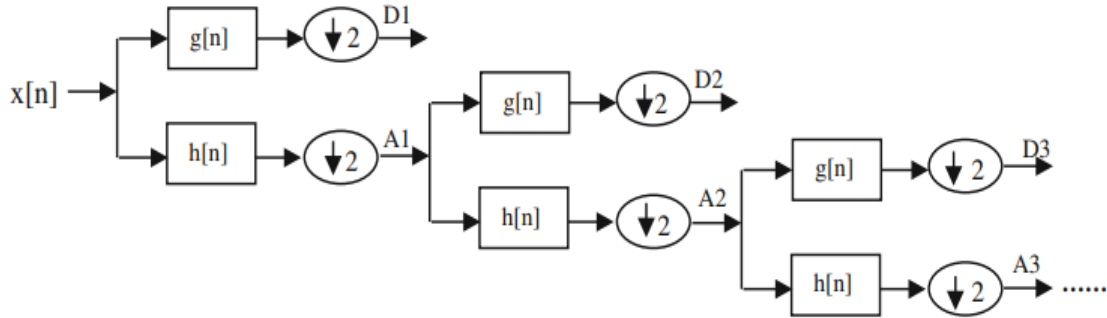 D1
g[n]
↓2
x[n]
h[n]
↓2
A1
g[n]
↓2
D2
h[n]
↓2
A2
g[n]
↓2
D3
h[n]
↓2
A3
......